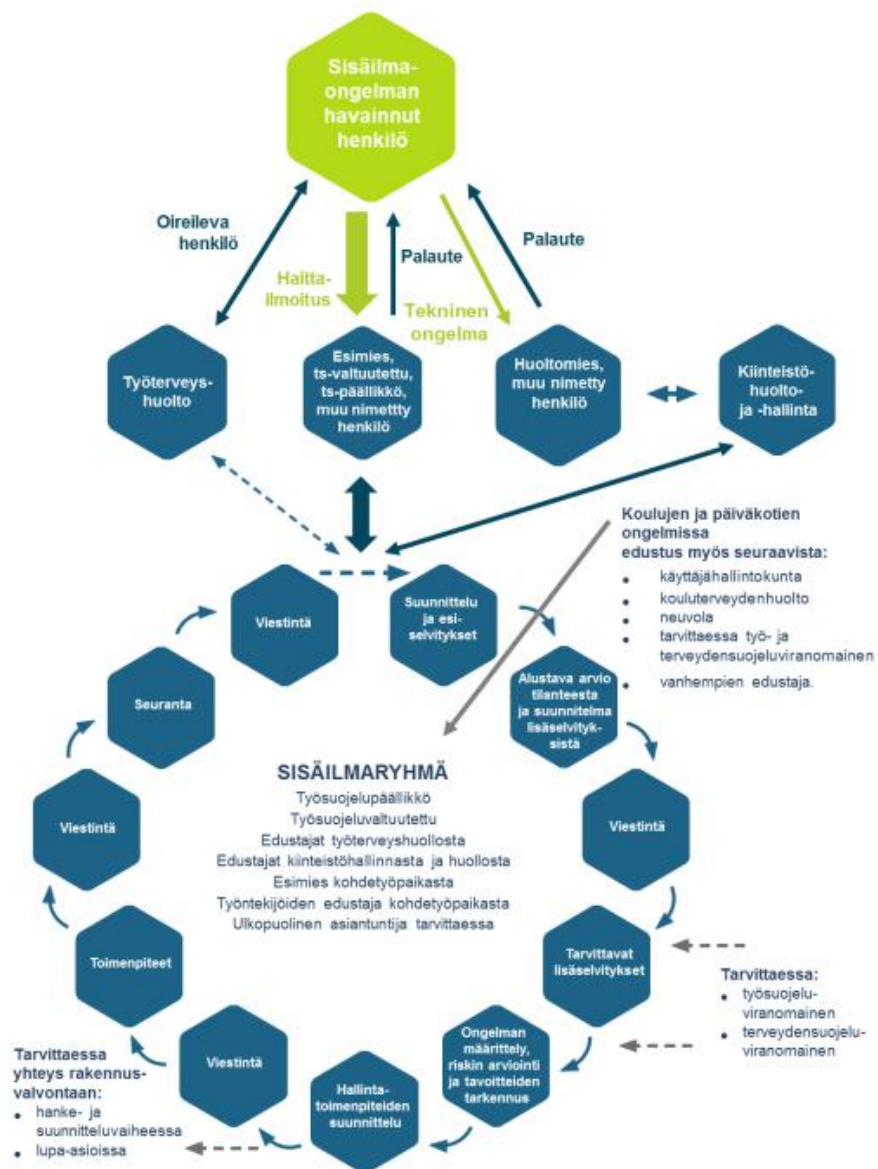 Sisäilma-
ongelman
havainnut
henkilö
Oireileva
henkilö
Haitta-
ilmoitus
Palaute
Tekninen
ongelma
Palaute
Työterveys-
huolto
Esimies,
ts-valtuutettu,
ts-päällikkö,
muu nimettty
henkilö
Huoltomies,
muu nimetty
henkilö
Kiinteistö-
huolto-
ja -hallinta
Koulujen ja päiväkotien
ongelmissa
edustus myös seuraavista:
• käyttäjähallintokunta
• kouluterveydenhuolto
• neuvola
• tarvittaessa työ- ja
terveydensuojeluviranomainen
• vanhempien edustaja.
Viestintä
Suunnittelu
ja esi-
selvitykset
Seuranta
Alustava arvio
tilanteesta
ja suunnitelma
lisäselvityk-
sistä
SISÄILMARYHMÄ
Työsuojelupäällikkö
Työsuojeluvaltuutettu
Edustajat työterveyshuollosta
Edustajat kiinteistöhallinnasta ja huollosta
Esimies kohdetyöpaikasta
Työntekijöiden edustaja kohdetyöpaikasta
Ulkopuolinen asiantuntija tarvittaessa
Viestintä
Viestintä
Toimenpiteet
Tarvittavat
lisäselvitykset
Tarvittaessa:
• työsuojelu-
viranomainen
• terveydensuojelu-
viranomainen
Viestintä
Ongelman
määrittely,
riskin arviointi
ja tavoitteiden
tarkennus
Hallinta-
toimenpiteiden
suunnittelu
Tarvittaessa
yhteys rakennus-
valvontaan:
• hanke- ja
suunnitteluvaiheessa
• lupa-asioissa